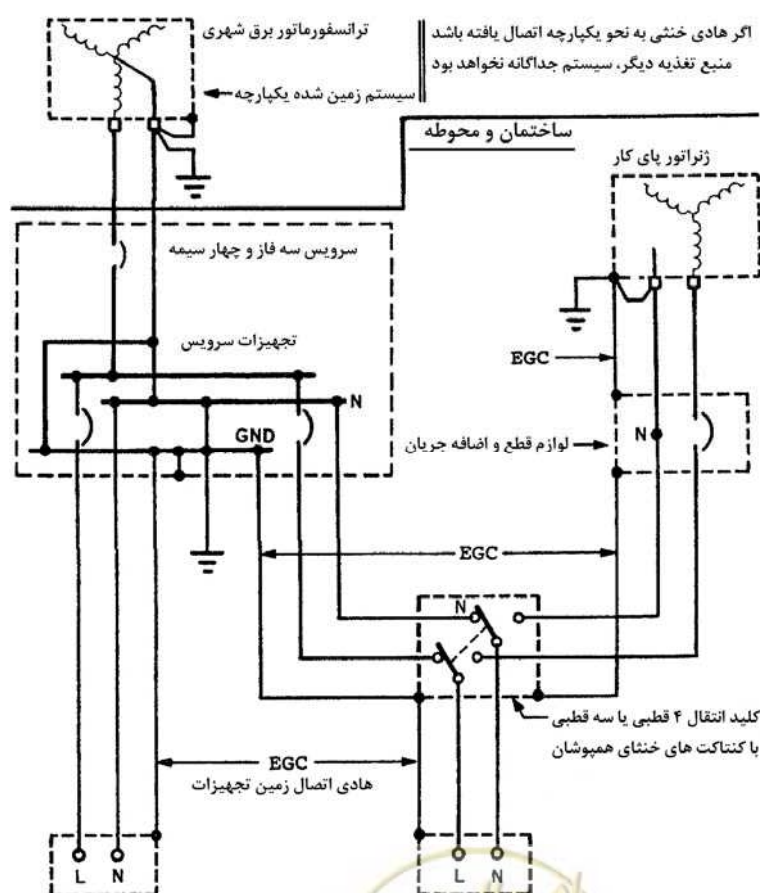 اگر هادی خنثی به نحو یکپارچه اتصال یافته باشد
منبع تغذیه دیگر، سیستم جداگانه نخواهد بود
ترانسفورماتور برق شهری
سیستم زمین شده یکپارچه
ساختمان و محوطه
ژنراتور پای کار
سرویس سه فاز و چهار سیمه
تجهیزات سرویس
EGC
N
GND
N
لوازم قطع و اضافه جریان
EGC
N
کلید انتقال ۴ قطبی یا سه قطبی
با کنتاکت های خنثای همپوشان
EGC
هادی اتصال زمین تجهیزات
L N
L N